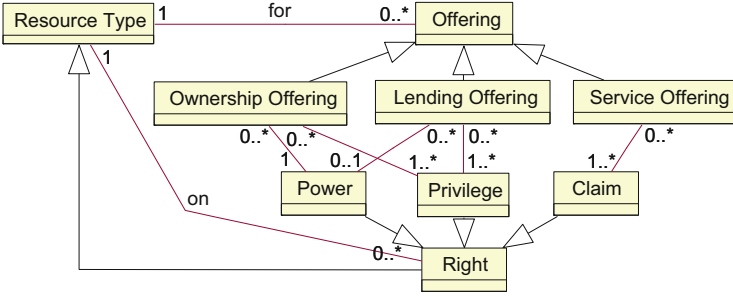 Resource Type
1
for
0..*
Offering
1
Ownership Offering
Lending Offering
Service Offering
0..*
0..*
0..*
0..*
0..*
1
0..1
1..*
1..*
1..*
Power
Privilege
Claim
on
0..*
Right